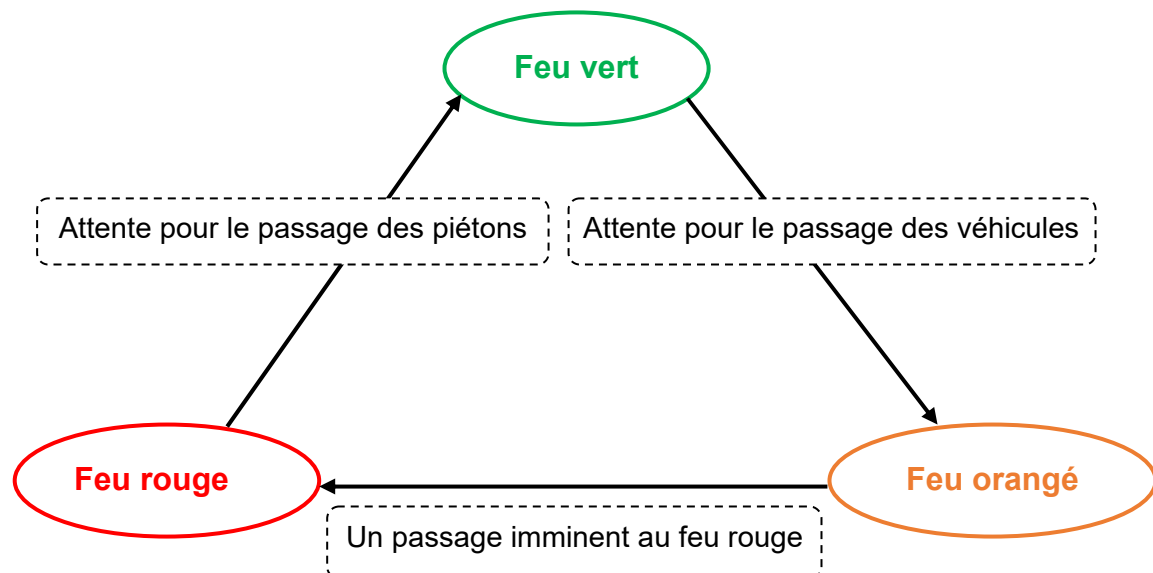 Feu vert
Attente pour le passage des piétons
Attente pour le passage des véhicules
Feu rouge
Feu orangé
Un passage imminent au feu rouge